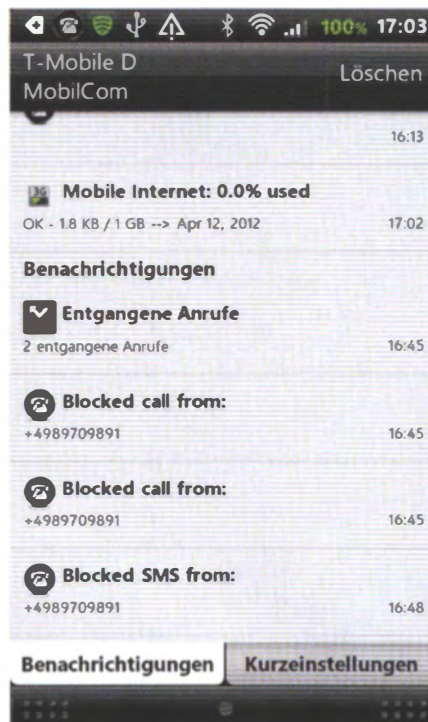 100% 17:03
T-Mobile D
MobilCom
Löschen
16:13
3G
Mobile Internet: 0.0% used
OK - 1.8 KB / 1 GB --> Apr 12, 2012 17:02
Benachrichtigungen
Entgangene Anrufe
2 entgangene Anrufe 16:45
Blocked call from:
+4989709891 16:45
Blocked call from:
+4989709891 16:45
Blocked SMS from:
+4989709891 16:48
Benachrichtigungen Kurzeinstellungen